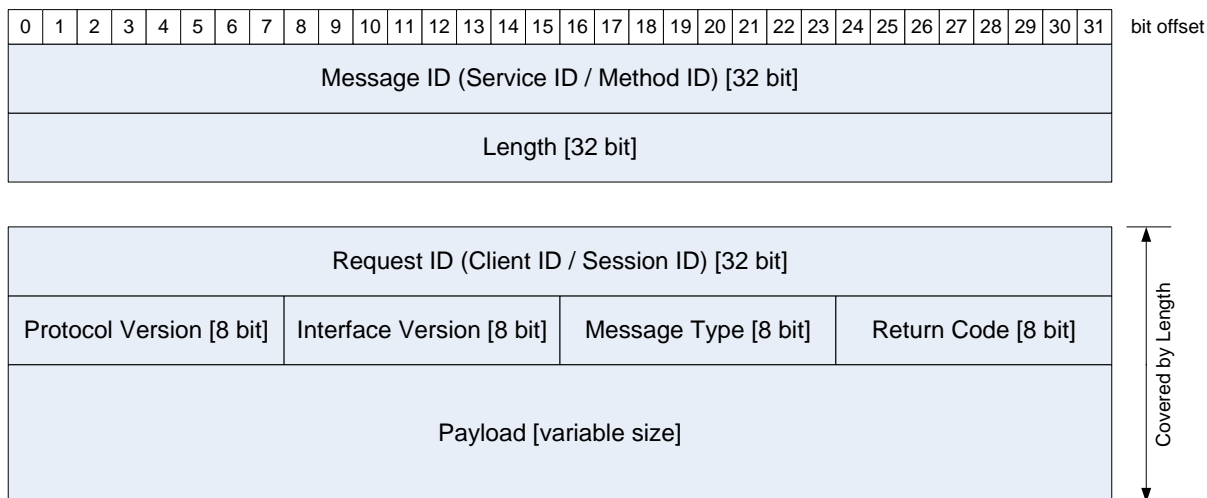 0 1 2 3 4 5 6 7 8 9 10 11 12 13 14 15 16 17 18 19 20 21 22 23 24 25 26 27 28 29 30 31 bit offset
Message ID (Service ID / Method ID) [32 bit]
Length [32 bit]
Request ID (Client ID / Session ID) [32 bit]
Protocol Version [8 bit] Interface Version [8 bit] Message Type [8 bit] Return Code [8 bit]
Payload [variable size]
Covered by Length